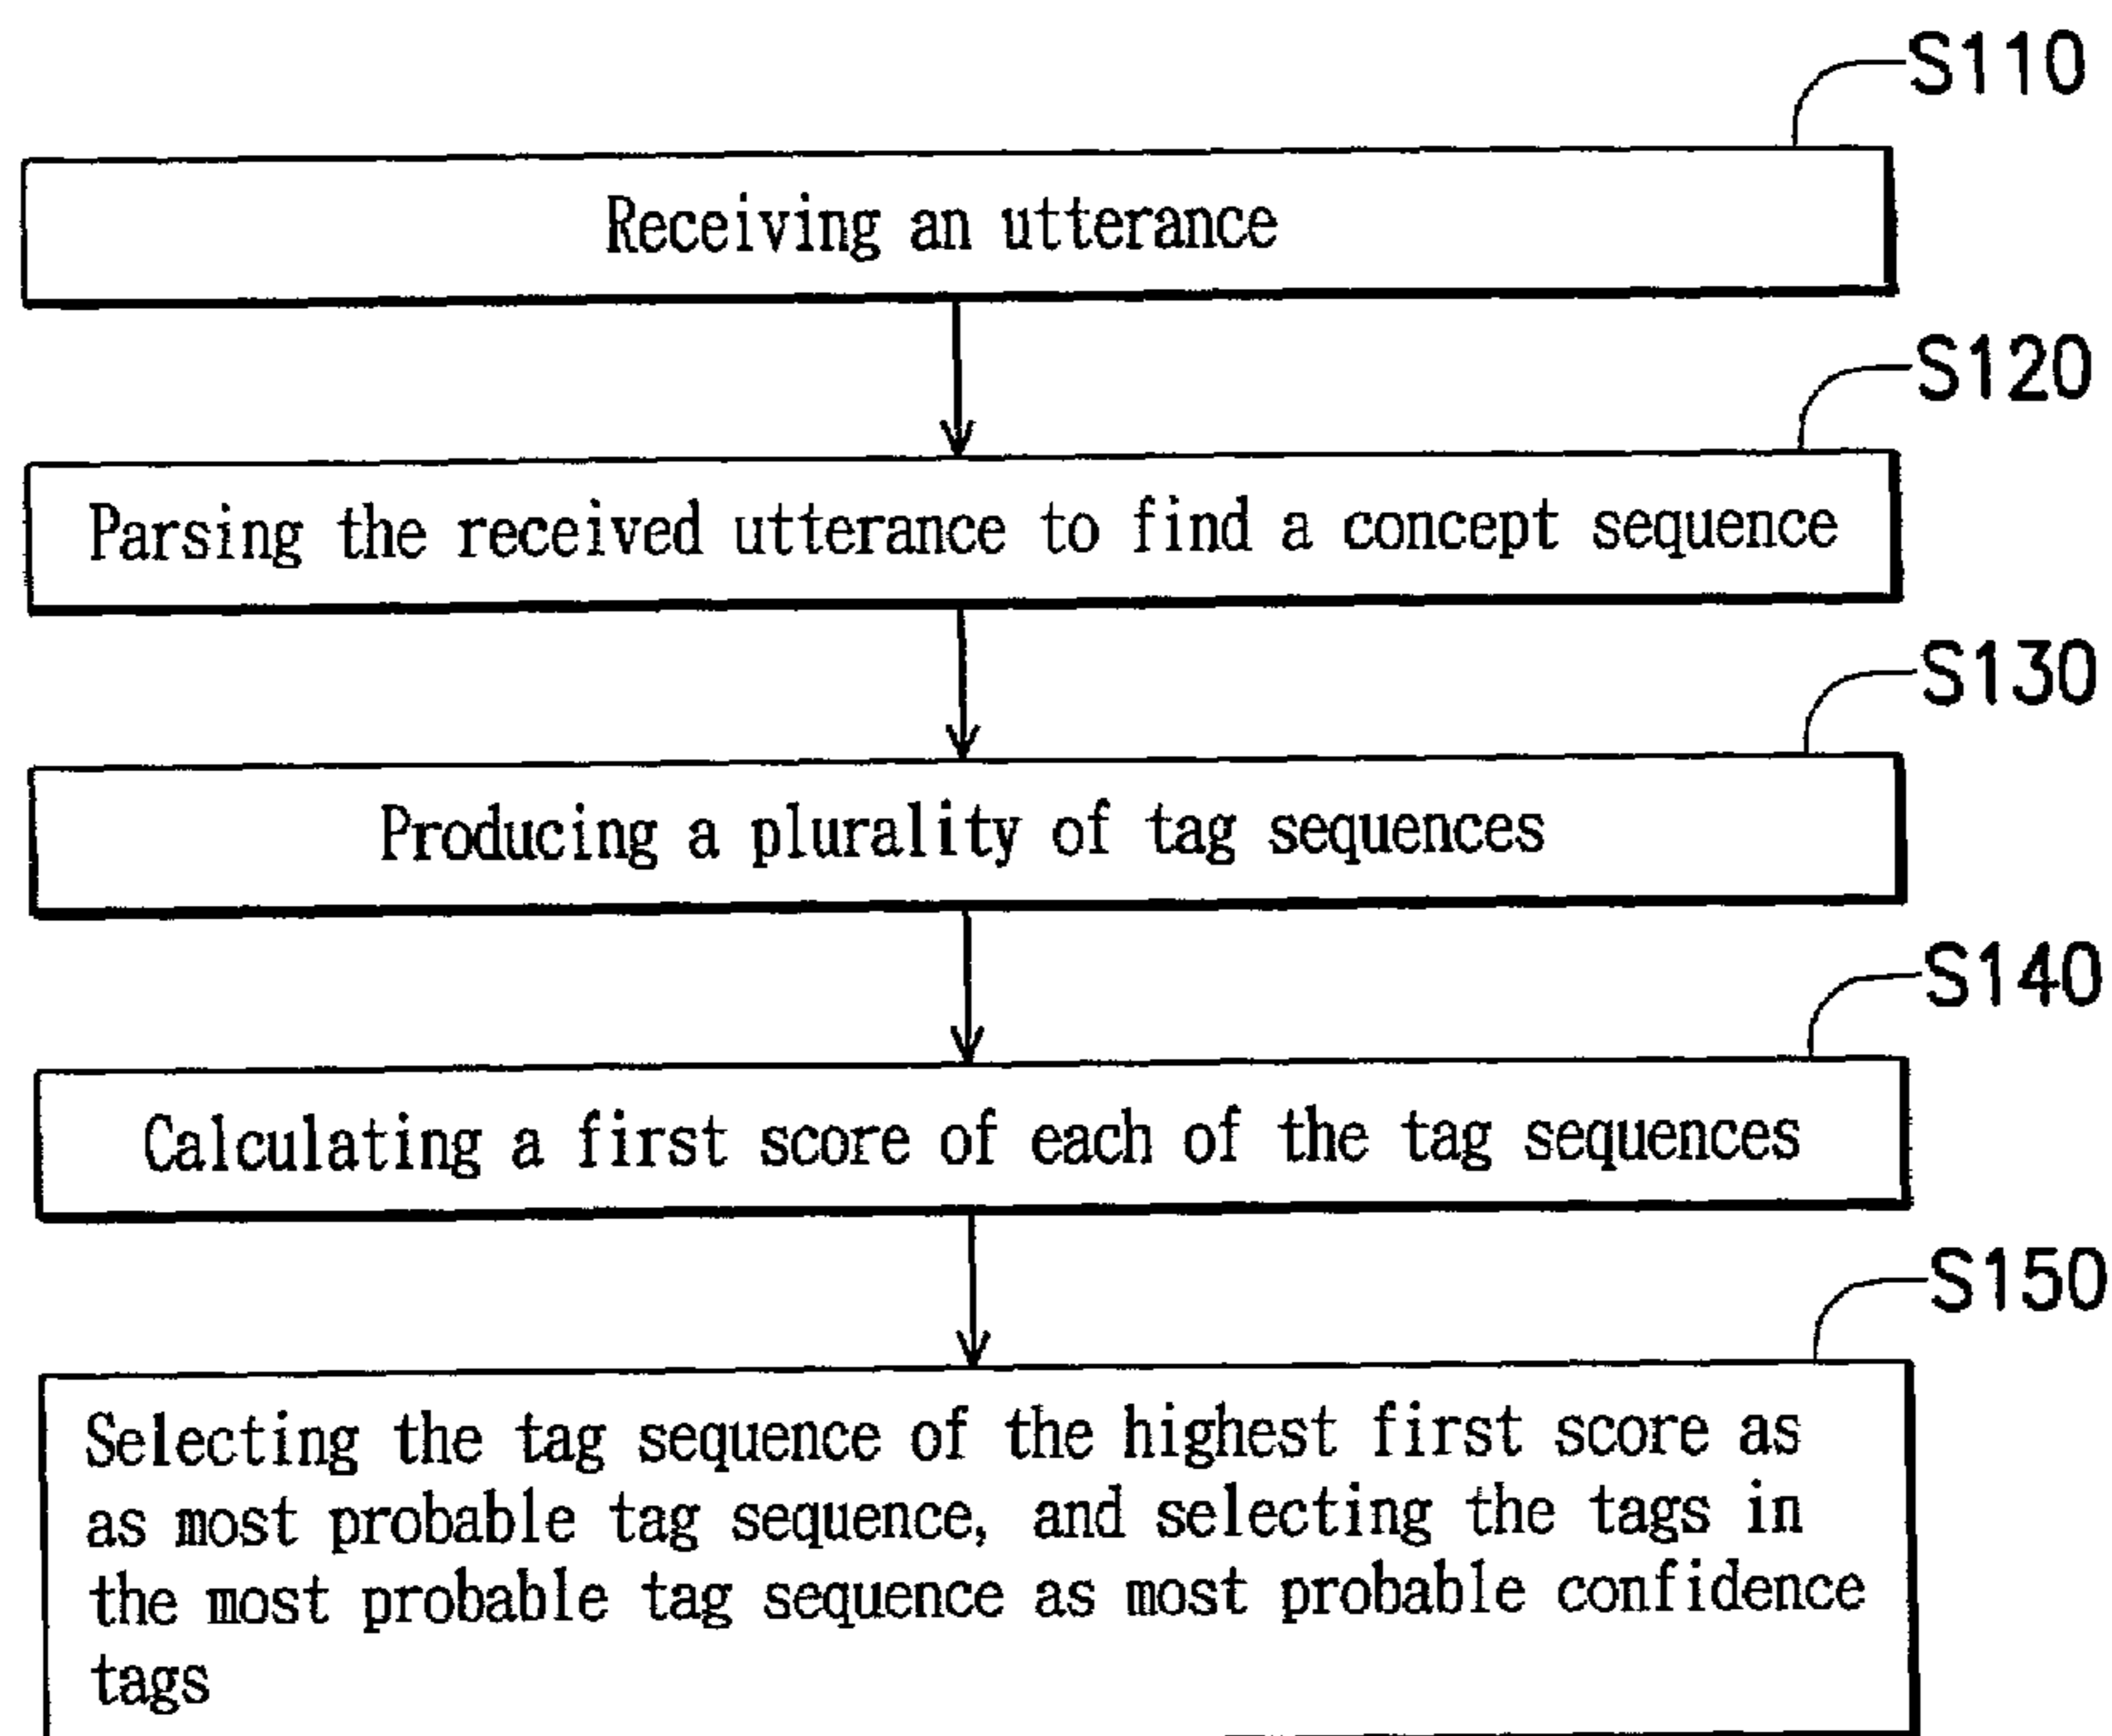 S110
Receiving an utterance
S120
Parsing the received utterance to find a concept sequence
S130
Producing a plurality of tag sequences
S140
Calculating a first score of each of the tag sequences
S150
Selecting the tag sequence of the highest first score as
as most probable tag sequence, and selecting the tags in
the most probable tag sequence as most probable confidence
tags